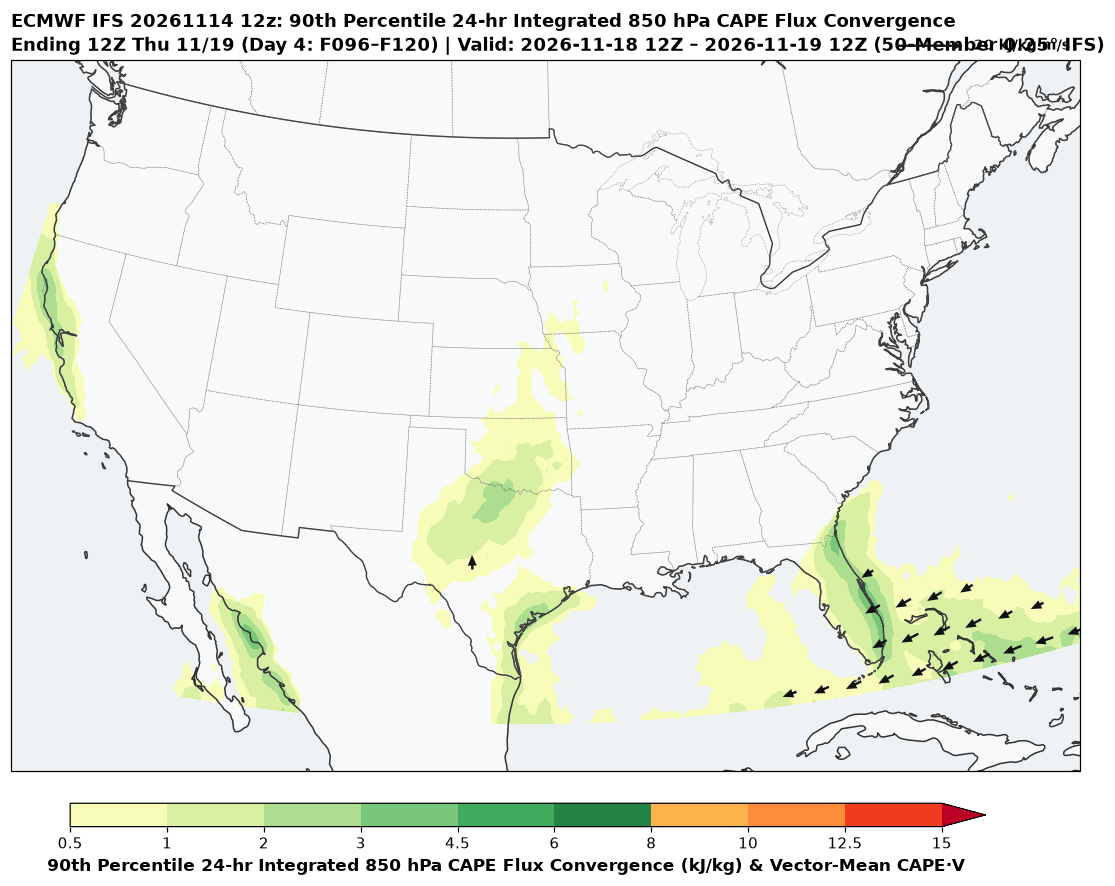 ECMWF IFS 20261114 12z: 90th Percentile 24-hr Integrated 850 hPa CAPE Flux Convergence
Ending 12Z Thu 11/19 (Day 4: F096–F120) | Valid: 2026-11-18 12Z – 2026-11-19 12Z (50-Member 0.25° IFS)
0.5 1 2 3 4.5 6 8 10 12.5 15
90th Percentile 24-hr Integrated 850 hPa CAPE Flux Convergence (kJ/kg) & Vector-Mean CAPE·V